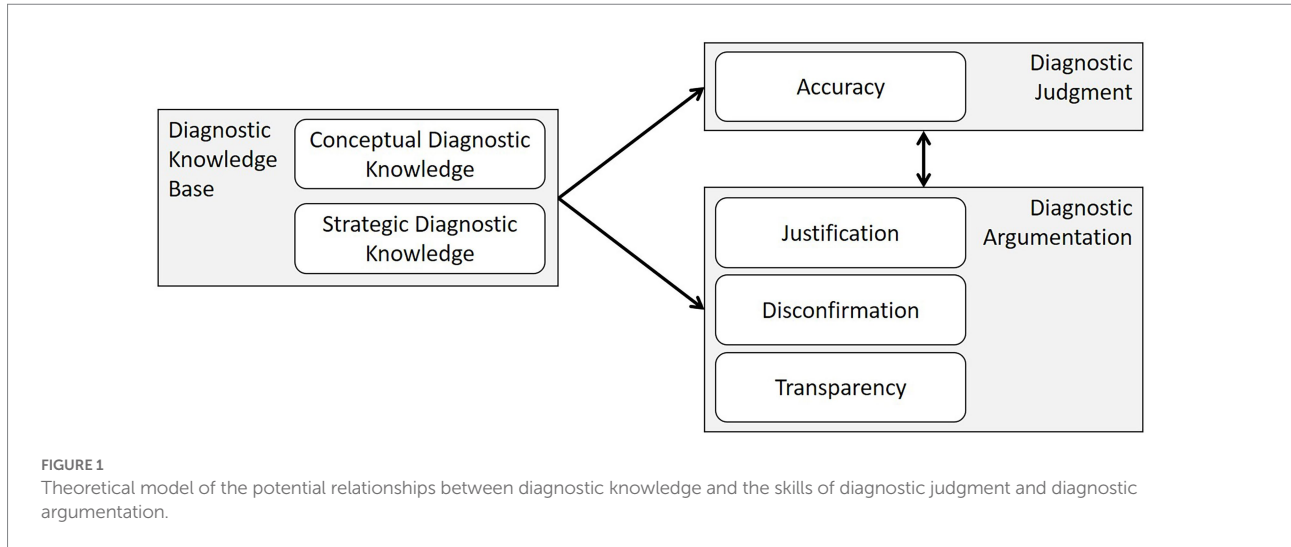 Diagnostic
Knowledge
Base
Conceptual Diagnostic
Knowledge
Strategic Diagnostic
Knowledge
Accuracy
Diagnostic
Judgment
Justification
Disconfirmation
Transparency
Diagnostic
Argumentation
FIGURE 1
Theoretical model of the potential relationships between diagnostic knowledge and the skills of diagnostic judgment and diagnostic
argumentation.